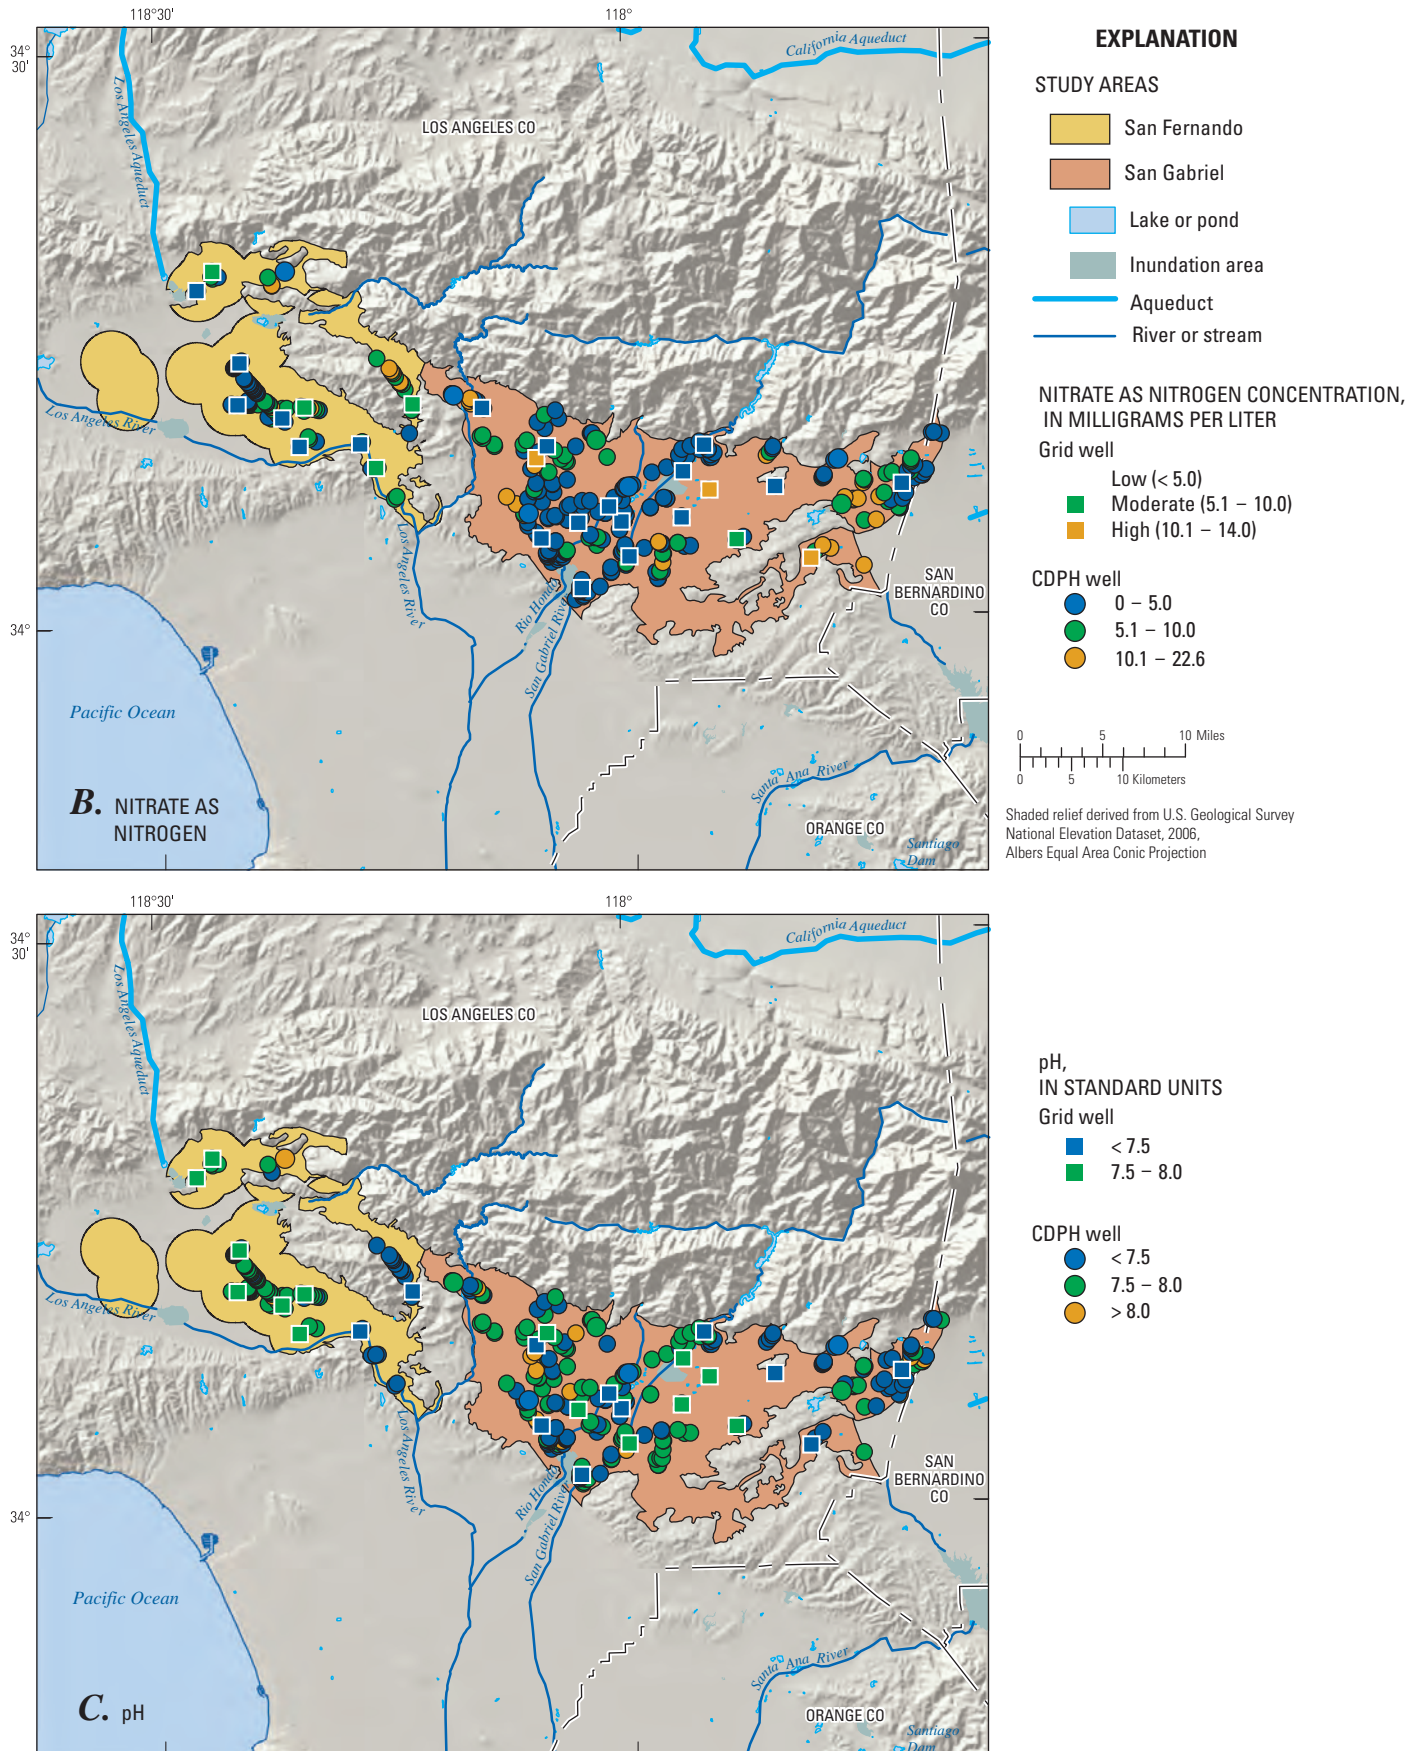 118°30'
118°
34°
30'
California Aqueduct
Los Angeles Aqueduct
LOS ANGELES CO
Los Angeles River
Los Angeles River
Rio Hondo
San Gabriel River
SAN
BERNARDINO
CO
34°
Pacific Ocean
Santa Ana River
ORANGE CO
Santiago
Dam
B. NITRATE AS
NITROGEN
EXPLANATION
STUDY AREAS
San Fernando
San Gabriel
Lake or pond
Inundation area
Aqueduct
River or stream
NITRATE AS NITROGEN CONCENTRATION,
IN MILLIGRAMS PER LITER
Grid well
Low (< 5.0)
Moderate (5.1 – 10.0)
High (10.1 – 14.0)
CDPH well
0 – 5.0
5.1 – 10.0
10.1 – 22.6
0 5 10 Miles
0 5 10 Kilometers
Shaded relief derived from U.S. Geological Survey
National Elevation Dataset, 2006,
Albers Equal Area Conic Projection
118°30'
118°
34°
30'
California Aqueduct
Los Angeles Aqueduct
LOS ANGELES CO
Los Angeles River
Los Angeles River
Rio Hondo
San Gabriel River
SAN
BERNARDINO
CO
34°
Pacific Ocean
Santa Ana River
ORANGE CO
Santiago
Dam
C. pH
pH,
IN STANDARD UNITS
Grid well
< 7.5
7.5 – 8.0
CDPH well
< 7.5
7.5 – 8.0
> 8.0